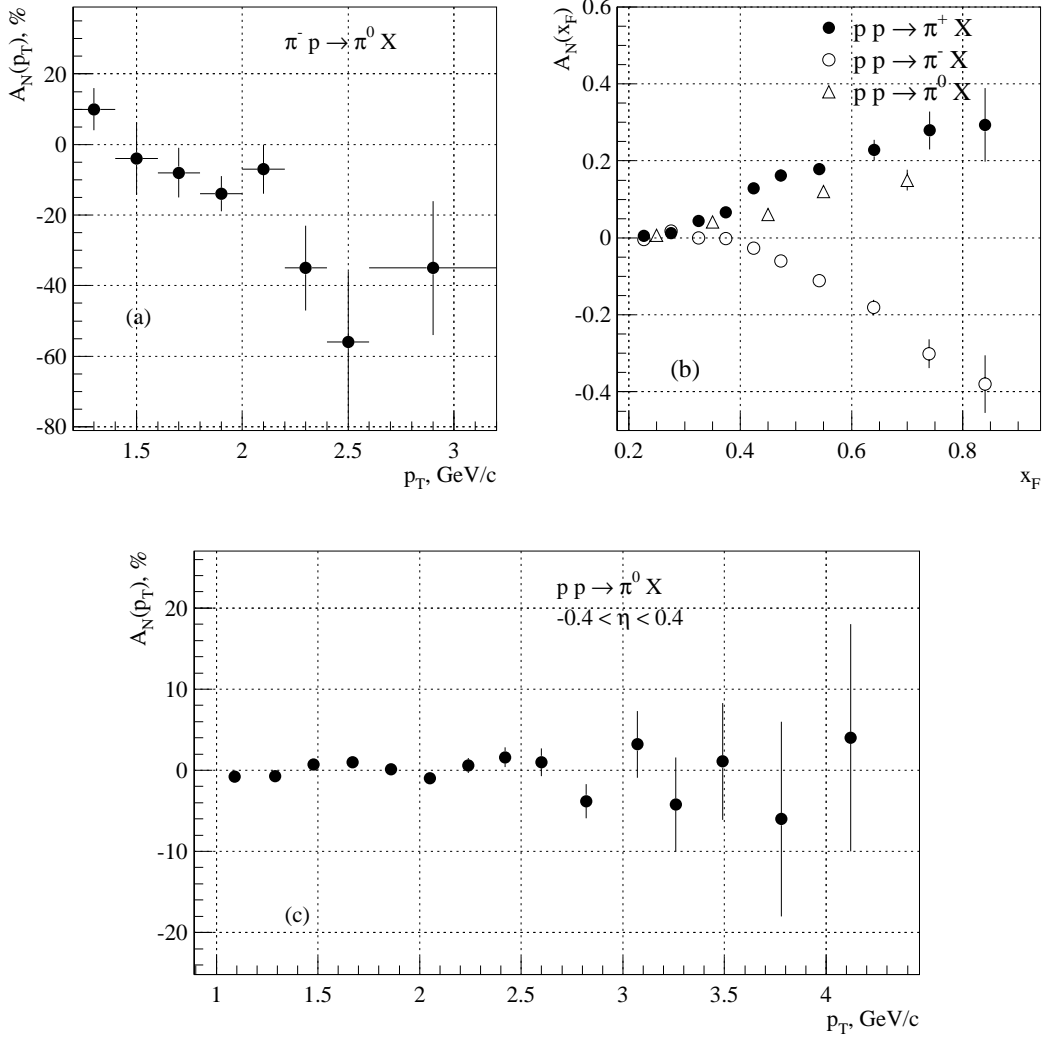 A_N(p_T), %
π⁻ p → π⁰ X
20
0
-20
-40
-60
-80
(a)
1.5 2 2.5 3
p_T, GeV/c
A_N(x_F)
0.6
0.4
0.2
0
-0.2
-0.4
p p → π⁺ X
p p → π⁻ X
p p → π⁰ X
(b)
0.2 0.4 0.6 0.8
x_F
A_N(p_T), %
p p → π⁰ X
-0.4 < η < 0.4
20
10
0
-10
-20
(c)
1 1.5 2 2.5 3 3.5 4
p_T, GeV/c